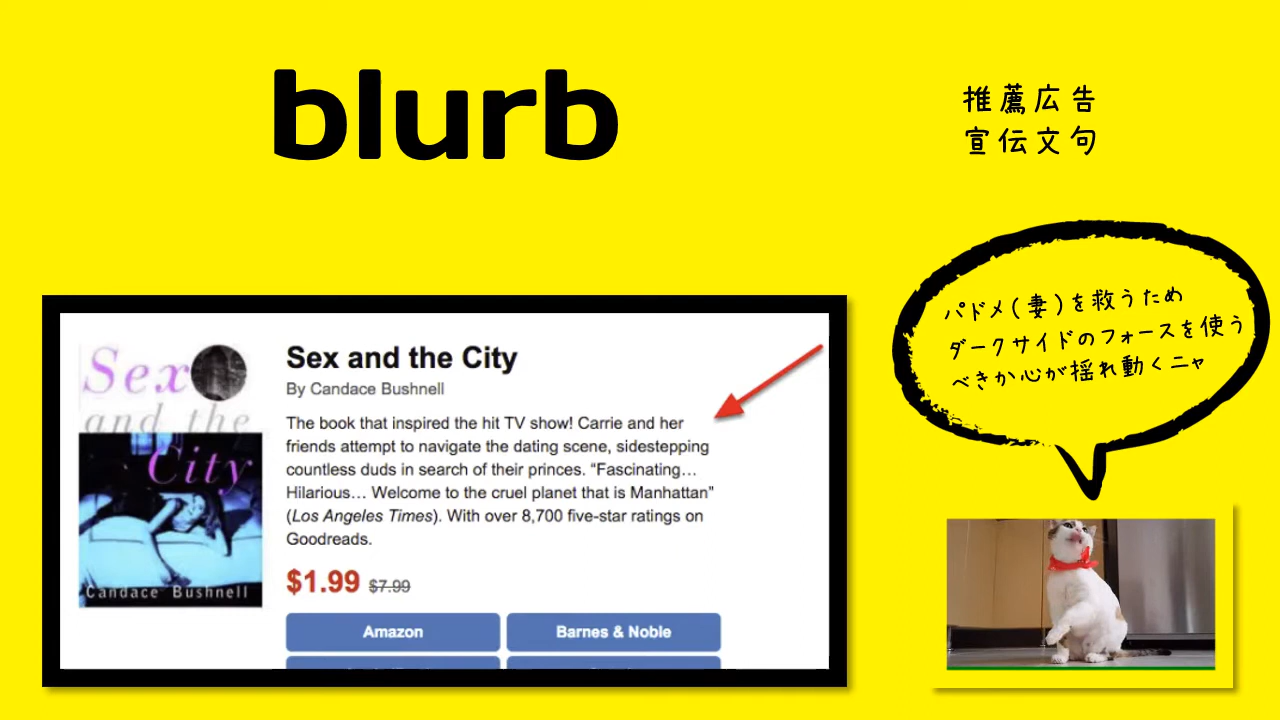 blurb
推薦広告
宣伝文句
パドメ(妻)を救うため
ダークサイドのフォースを使う
べきか心が揺れ動くニャ
Sex
and the
City
Candace Bushnell
Sex and the City
By Candace Bushnell
The book that inspired the hit TV show! Carrie and her
friends attempt to navigate the dating scene, sidestepping
countless duds in search of their princes. “Fascinating…
Hilarious… Welcome to the cruel planet that is Manhattan”
(Los Angeles Times). With over 8,700 five-star ratings on
Goodreads.
$1.99 $7.99
Amazon Barnes & Noble